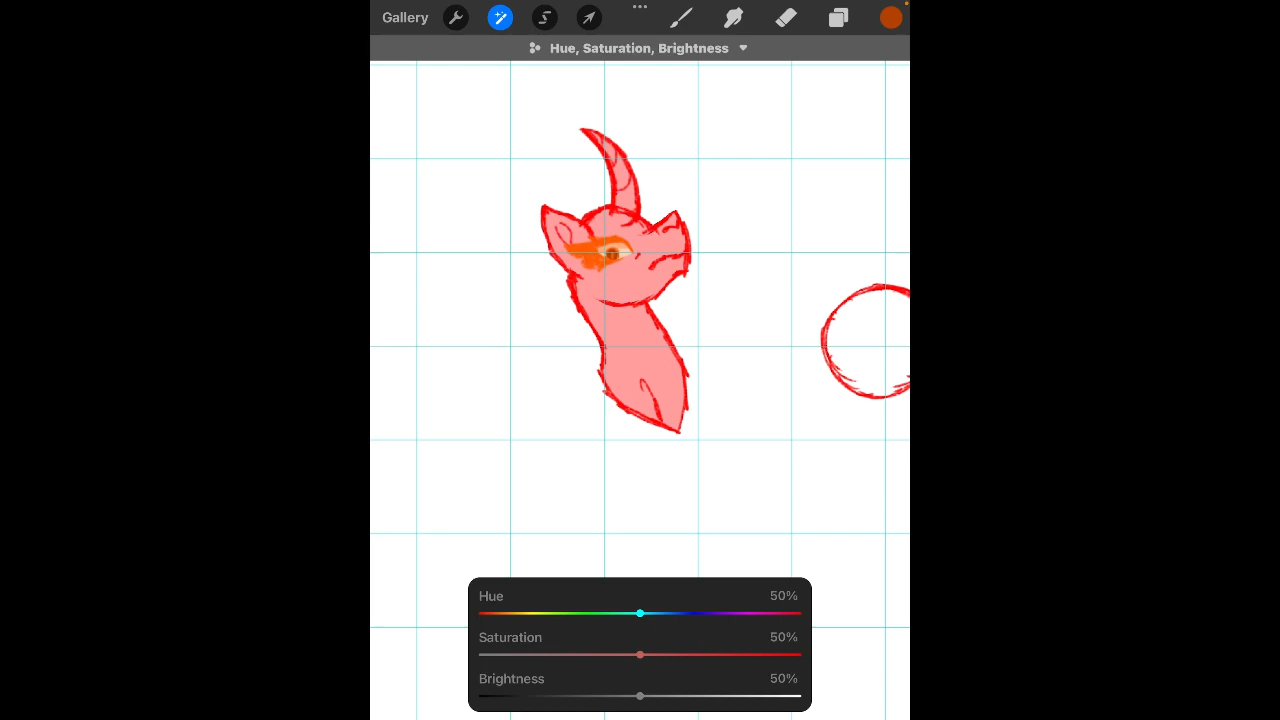 Gallery
Hue, Saturation, Brightness
Hue 50%
Saturation 50%
Brightness 50%